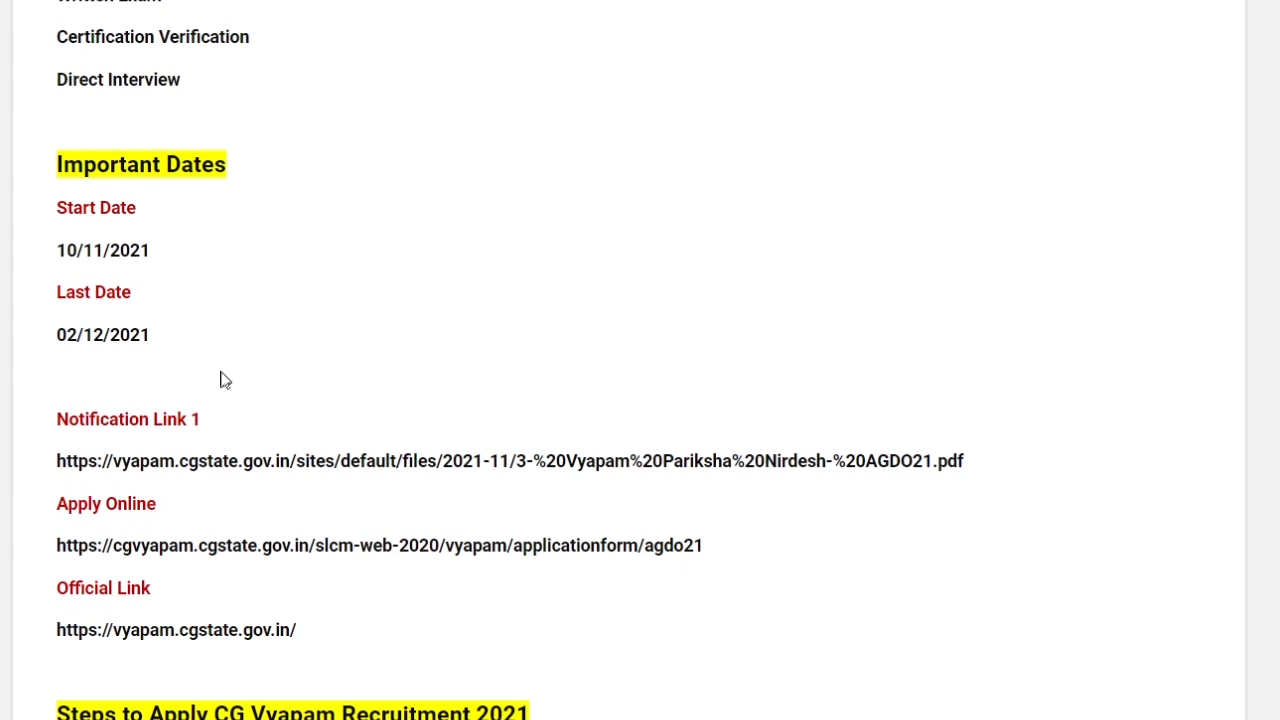 Written Exam
Certification Verification
Direct Interview
Important Dates
Start Date
10/11/2021
Last Date
02/12/2021
Notification Link 1
https://vyapam.cgstate.gov.in/sites/default/files/2021-11/3-%20Vyapam%20Pariksha%20Nirdesh-%20AGDO21.pdf
Apply Online
https://cgvyapam.cgstate.gov.in/slcm-web-2020/vyapam/applicationform/agdo21
Official Link
https://vyapam.cgstate.gov.in/
Steps to Apply CG Vyapam Recruitment 2021